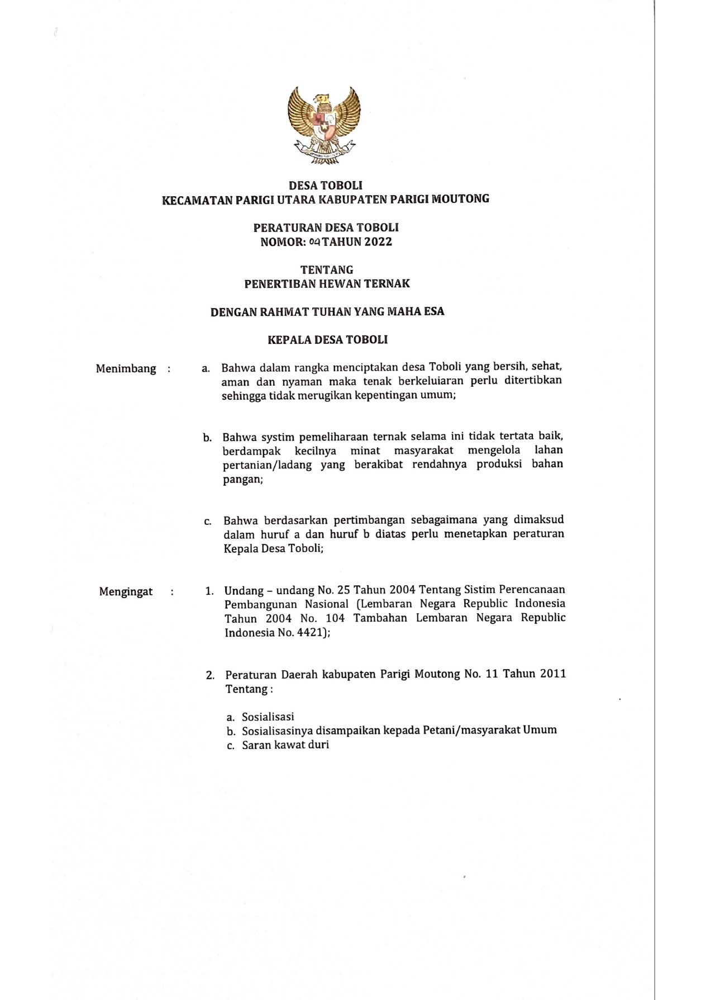 DESA TOBOLI
KECAMATAN PARIGI UTARA KABUPATEN PARIGI MOUTONG
PERATURAN DESA TOBOLI
NOMOR: 04 TAHUN 2022
TENTANG
PENERTIBAN HEWAN TERNAK
DENGAN RAHMAT TUHAN YANG MAHA ESA
KEPALA DESA TOBOLI
Menimbang : a. Bahwa dalam rangka menciptakan desa Toboli yang bersih, sehat,
aman dan nyaman maka tenak berkeluiaran perlu ditertibkan
sehingga tidak merugikan kepentingan umum;
b. Bahwa systim pemeliharaan ternak selama ini tidak tertata baik,
berdampak kecilnya minat masyarakat mengelola lahan
pertanian/ladang yang berakibat rendahnya produksi bahan
pangan;
c. Bahwa berdasarkan pertimbangan sebagaimana yang dimaksud
dalam huruf a dan huruf b diatas perlu menetapkan peraturan
Kepala Desa Toboli;
Mengingat : 1. Undang – undang No. 25 Tahun 2004 Tentang Sistim Perencanaan
Pembangunan Nasional (Lembaran Negara Republic Indonesia
Tahun 2004 No. 104 Tambahan Lembaran Negara Republic
Indonesia No. 4421);
2. Peraturan Daerah kabupaten Parigi Moutong No. 11 Tahun 2011
Tentang :
a. Sosialisasi
b. Sosialisasinya disampaikan kepada Petani/masyarakat Umum
c. Saran kawat duri